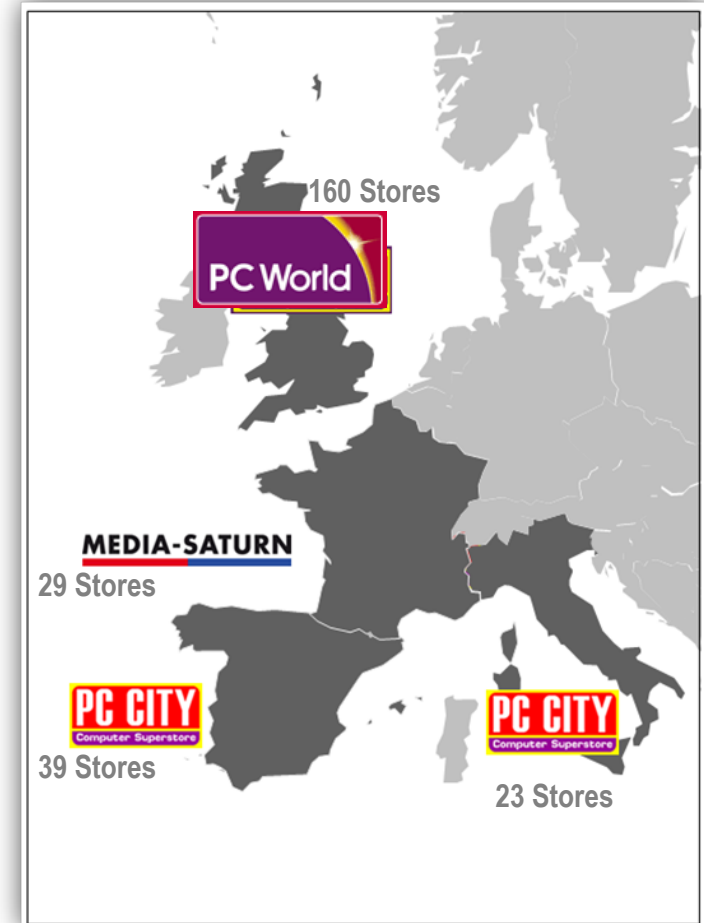 160 Stores
PC World
MEDIA-SATURN
29 Stores
PC CITY
Computer Superstore
39 Stores
PC CITY
Computer Superstore
23 Stores